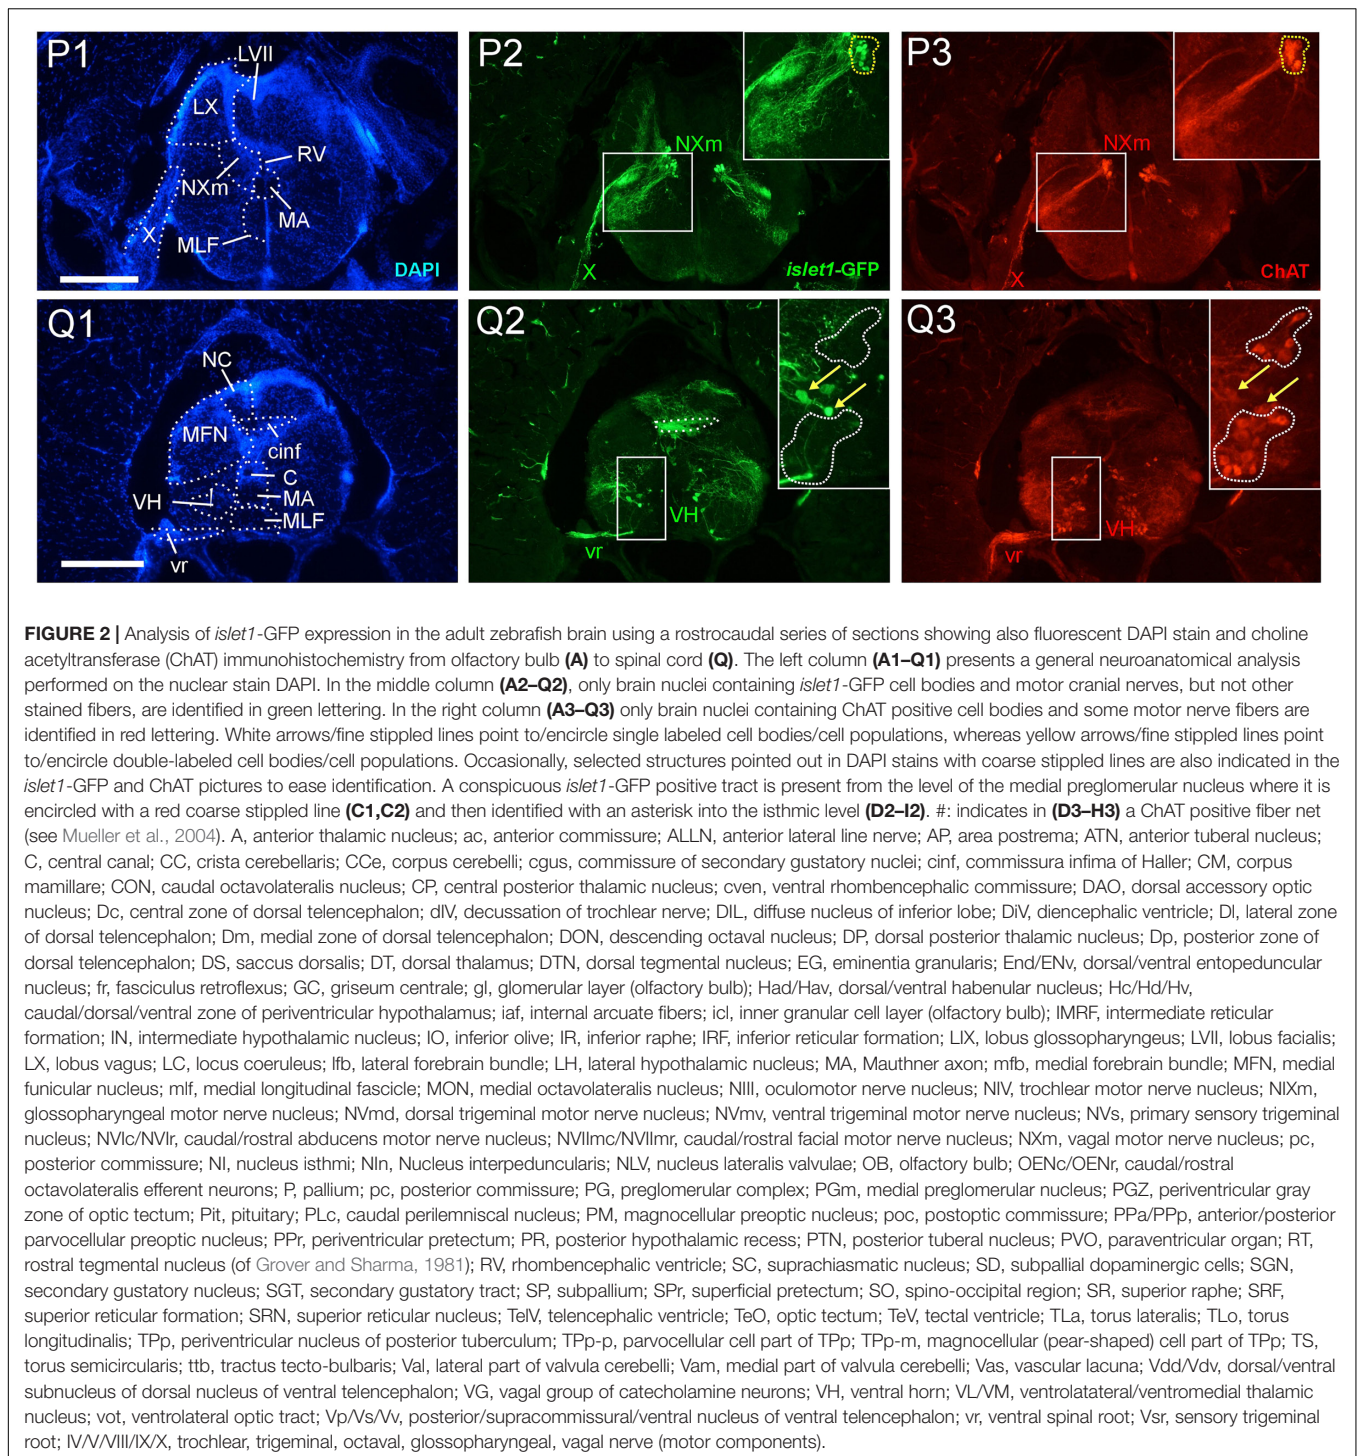 P1
LVII
LX
RV
NXm
MA
X
MLF
DAPI
P2
NXm
X
islet1-GFP
P3
NXm
X
ChAT
Q1
NC
MFN
cinf
C
VH
MA
MLF
vr
Q2
VH
vr
Q3
VH
vr
FIGURE 2 | Analysis of islet1-GFP expression in the adult zebrafish brain using a rostrocaudal series of sections showing also fluorescent DAPI stain and choline
acetyltransferase (ChAT) immunohistochemistry from olfactory bulb (A) to spinal cord (Q). The left column (A1–Q1) presents a general neuroanatomical analysis
performed on the nuclear stain DAPI. In the middle column (A2–Q2), only brain nuclei containing islet1-GFP cell bodies and motor cranial nerves, but not other
stained fibers, are identified in green lettering. In the right column (A3–Q3) only brain nuclei containing ChAT positive cell bodies and some motor nerve fibers are
identified in red lettering. White arrows/fine stippled lines point to/encircle single labeled cell bodies/cell populations, whereas yellow arrows/fine stippled lines point
to/encircle double-labeled cell bodies/cell populations. Occasionally, selected structures pointed out in DAPI stains with coarse stippled lines are also indicated in the
islet1-GFP and ChAT pictures to ease identification. A conspicuous islet1-GFP positive tract is present from the level of the medial preglomerular nucleus where it is
encircled with a red coarse stippled line (C1,C2) and then identified with an asterisk into the isthmic level (D2–I2). #: indicates in (D3–H3) a ChAT positive fiber net
(see Mueller et al., 2004). A, anterior thalamic nucleus; ac, anterior commissure; ALLN, anterior lateral line nerve; AP, area postrema; ATN, anterior tuberal nucleus;
C, central canal; CC, crista cerebellaris; CCe, corpus cerebelli; cgus, commissure of secondary gustatory nuclei; cinf, commissura infima of Haller; CM, corpus
mamillare; CON, caudal octavolateralis nucleus; CP, central posterior thalamic nucleus; cven, ventral rhombencephalic commissure; DAO, dorsal accessory optic
nucleus; Dc, central zone of dorsal telencephalon; dIV, decussation of trochlear nerve; DIL, diffuse nucleus of inferior lobe; DiV, diencephalic ventricle; Dl, lateral zone
of dorsal telencephalon; Dm, medial zone of dorsal telencephalon; DON, descending octaval nucleus; DP, dorsal posterior thalamic nucleus; Dp, posterior zone of
dorsal telencephalon; DS, saccus dorsalis; DT, dorsal thalamus; DTN, dorsal tegmental nucleus; EG, eminentia granularis; End/ENv, dorsal/ventral entopeduncular
nucleus; fr, fasciculus retroflexus; GC, griseum centrale; gl, glomerular layer (olfactory bulb); Had/Hav, dorsal/ventral habenular nucleus; Hc/Hd/Hv,
caudal/dorsal/ventral zone of periventricular hypothalamus; iaf, internal arcuate fibers; icl, inner granular cell layer (olfactory bulb); IMRF, intermediate reticular
formation; IN, intermediate hypothalamic nucleus; IO, inferior olive; IR, inferior raphe; IRF, inferior reticular formation; LIX, lobus glossopharyngeus; LVII, lobus facialis;
LX, lobus vagus; LC, locus coeruleus; lfb, lateral forebrain bundle; LH, lateral hypothalamic nucleus; MA, Mauthner axon; mfb, medial forebrain bundle; MFN, medial
funicular nucleus; mlf, medial longitudinal fascicle; MON, medial octavolateralis nucleus; NIII, oculomotor nerve nucleus; NIV, trochlear motor nerve nucleus; NIXm,
glossopharyngeal motor nerve nucleus; NVmd, dorsal trigeminal motor nerve nucleus; NVmv, ventral trigeminal motor nerve nucleus; NVs, primary sensory trigeminal
nucleus; NVIc/NVIr, caudal/rostral abducens motor nerve nucleus; NVIImc/NVIImr, caudal/rostral facial motor nerve nucleus; NXm, vagal motor nerve nucleus; pc,
posterior commissure; NI, nucleus isthmi; NIn, Nucleus interpeduncularis; NLV, nucleus lateralis valvulae; OB, olfactory bulb; OENc/OENr, caudal/rostral
octavolateralis efferent neurons; P, pallium; pc, posterior commissure; PG, preglomerular complex; PGm, medial preglomerular nucleus; PGZ, periventricular gray
zone of optic tectum; Pit, pituitary; PLc, caudal perilemniscal nucleus; PM, magnocellular preoptic nucleus; poc, postoptic commissure; PPa/PPp, anterior/posterior
parvocellular preoptic nucleus; PPr, periventricular pretectum; PR, posterior hypothalamic recess; PTN, posterior tuberal nucleus; PVO, paraventricular organ; RT,
rostral tegmental nucleus (of Grover and Sharma, 1981); RV, rhombencephalic ventricle; SC, suprachiasmatic nucleus; SD, subpallial dopaminergic cells; SGN,
secondary gustatory nucleus; SGT, secondary gustatory tract; SP, subpallium; SPr, superficial pretectum; SO, spino-occipital region; SR, superior raphe; SRF,
superior reticular formation; SRN, superior reticular nucleus; TelV, telencephalic ventricle; TeO, optic tectum; TeV, tectal ventricle; TLa, torus lateralis; TLo, torus
longitudinalis; TPp, periventricular nucleus of posterior tuberculum; TPp-p, parvocellular cell part of TPp; TPp-m, magnocellular (pear-shaped) cell part of TPp; TS,
torus semicircularis; ttb, tractus tecto-bulbaris; Val, lateral part of valvula cerebelli; Vam, medial part of valvula cerebelli; Vas, vascular lacuna; Vdd/Vdv, dorsal/ventral
subnucleus of dorsal nucleus of ventral telencephalon; VG, vagal group of catecholamine neurons; VH, ventral horn; VL/VM, ventrolatateral/ventromedial thalamic
nucleus; vot, ventrolateral optic tract; Vp/Vs/Vv, posterior/supracommissural/ventral nucleus of ventral telencephalon; vr, ventral spinal root; Vsr, sensory trigeminal
root; IV/V/VIII/IX/X, trochlear, trigeminal, octaval, glossopharyngeal, vagal nerve (motor components).